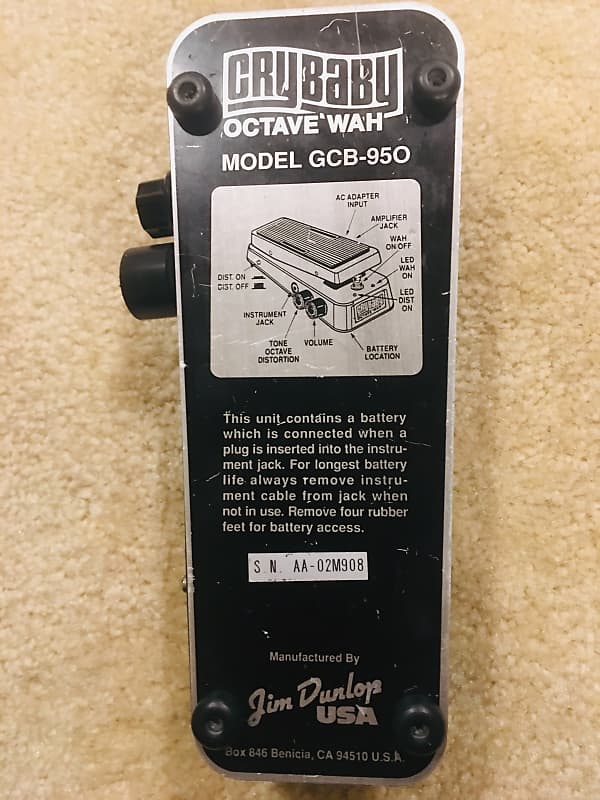 CRYBABY
OCTAVE WAH
MODEL GCB-95O
AC ADAPTER
INPUT
AMPLIFIER
JACK
WAH
ON/OFF
LED
WAH
ON
LED
DIST
ON
DIST. ON
DIST. OFF
INSTRUMENT
JACK
TONE
OCTAVE
DISTORTION
VOLUME
BATTERY
LOCATION
This unit contains a battery
which is connected when a
plug is inserted into the instru-
ment jack. For longest battery
life always remove instru-
ment cable from jack when
not in use. Remove four rubber
feet for battery access.
S.N. AA-02M908
Manufactured By
Jim Dunlop
USA
Box 846 Benicia, CA 94510 U.S.A.